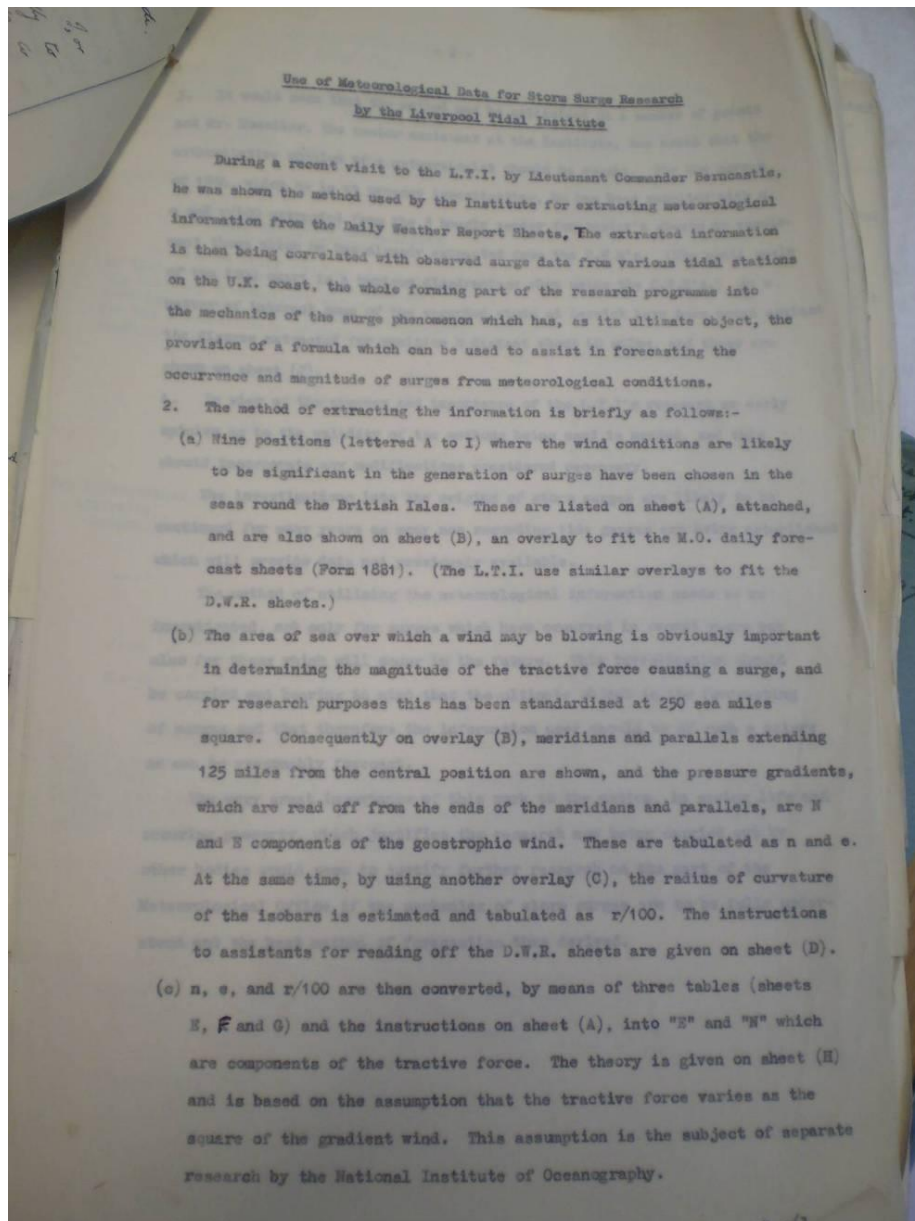 Use of Meteorological Data for Storm Surge Research
by the Liverpool Tidal Institute
During a recent visit to the L.T.I. by Lieutenant Commander Berncastle,
he was shown the method used by the Institute for extracting meteorological
information from the Daily Weather Report Sheets. The extracted information
is then being correlated with observed surge data from various tidal stations
on the U.K. coast, the whole forming part of the research programme into
the mechanics of the surge phenomenon which has, as its ultimate object, the
provision of a formula which can be used to assist in forecasting the
occurrence and magnitude of surges from meteorological conditions.
2. The method of extracting the information is briefly as follows:-
(a) Nine positions (lettered A to I) where the wind conditions are likely
to be significant in the generation of surges have been chosen in the
seas round the British Isles. These are listed on sheet (A), attached,
and are also shown on sheet (B), an overlay to fit the M.O. daily fore-
cast sheets (Form 1881). (The L.T.I. use similar overlays to fit the
D.W.R. sheets.)
(b) The area of sea over which a wind may be blowing is obviously important
in determining the magnitude of the tractive force causing a surge, and
for research purposes this has been standardised at 250 sea miles
square. Consequently on overlay (B), meridians and parallels extending
125 miles from the central position are shown, and the pressure gradients,
which are read off from the ends of the meridians and parallels, are N
and E components of the geostrophic wind. These are tabulated as n and e.
At the same time, by using another overlay (C), the radius of curvature
of the isobars is estimated and tabulated as r/100. The instructions
to assistants for reading off the D.W.R. sheets are given on sheet (D).
(c) n, e, and r/100 are then converted, by means of three tables (sheets
E, F and G) and the instructions on sheet (A), into "E" and "N" which
are components of the tractive force. The theory is given on sheet (H)
and is based on the assumption that the tractive force varies as the
square of the gradient wind. This assumption is the subject of separate
research by the National Institute of Oceanography.